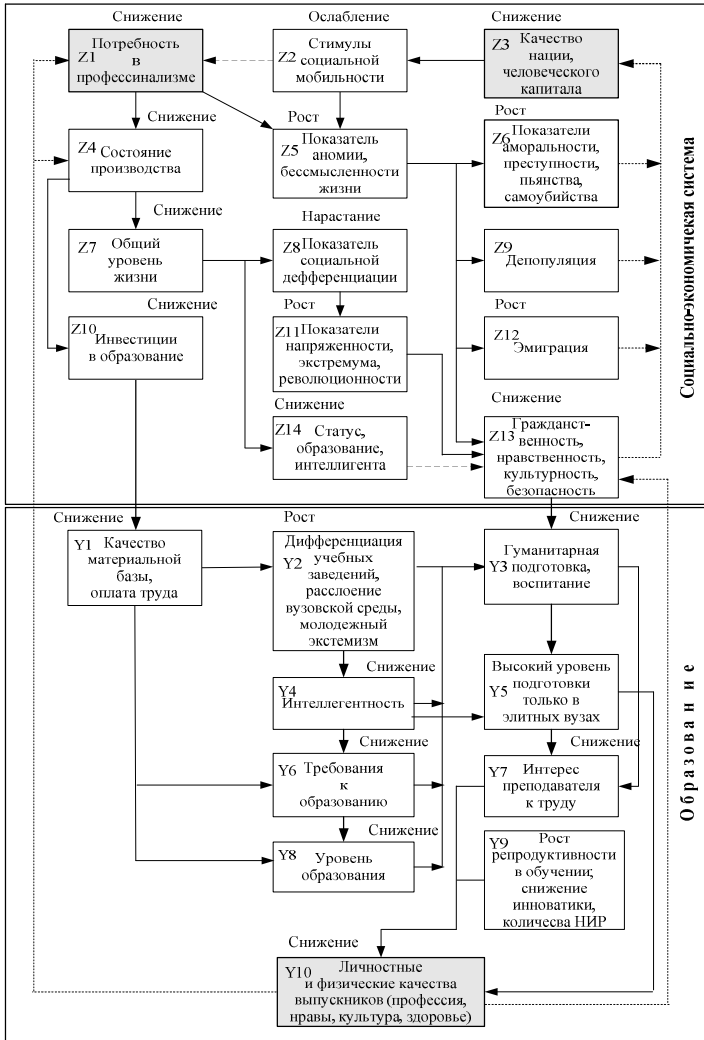 Снижение
Ослабление
Снижение
Z1
Потребность
в
профессинализме
Z2
Стимулы
социальной
мобильности
Z3
Качество
нации,
человеческого
капитала
Снижение
Рост
Рост
Z4
Состояние
производства
Z5
Показатель
аномии,
бессмысленности
жизни
Z6
Показатели
аморальности,
преступности,
пьянства,
самоубийства
Снижение
Нарастание
Z7
Общий
уровень
жизни
Z8
Показатель
социальной
дефференциации
Z9
Депопуляция
Снижение
Рост
Рост
Z10
Инвестиции
в образование
Z11
Показатели
напряженности,
экстремума,
революционности
Z12
Эмиграция
Снижение
Снижение
Z14
Статус,
образование,
интеллигента
Z13
Гражданст-
венность,
нравственность,
культурность,
безопасность
Социально-экономичекая система
Снижение
Рост
Снижение
Y1
Качество
материальной
базы,
оплата труда
Y2
Дифференциация
учебных
заведений,
расслоение
вузовской среды,
молодежный
экстемизм
Y3
Гуманитарная
подготовка,
воспитание
Снижение
Y4
Интеллегентность
Y5
Высокий уровень
подготовки
только в
элитных вузах
Снижение
Снижение
Y6
Требования
к
образованию
Y7
Интерес
преподавателя
к труду
Снижение
Y8
Уровень
образования
Y9
Рост
репродуктивности
в обучении;
снижение
инноватики,
количесва НИР
Снижение
Y10
Личностные
и физические качества
выпускников (профессия,
нравы, культура, здоровье)
Образование